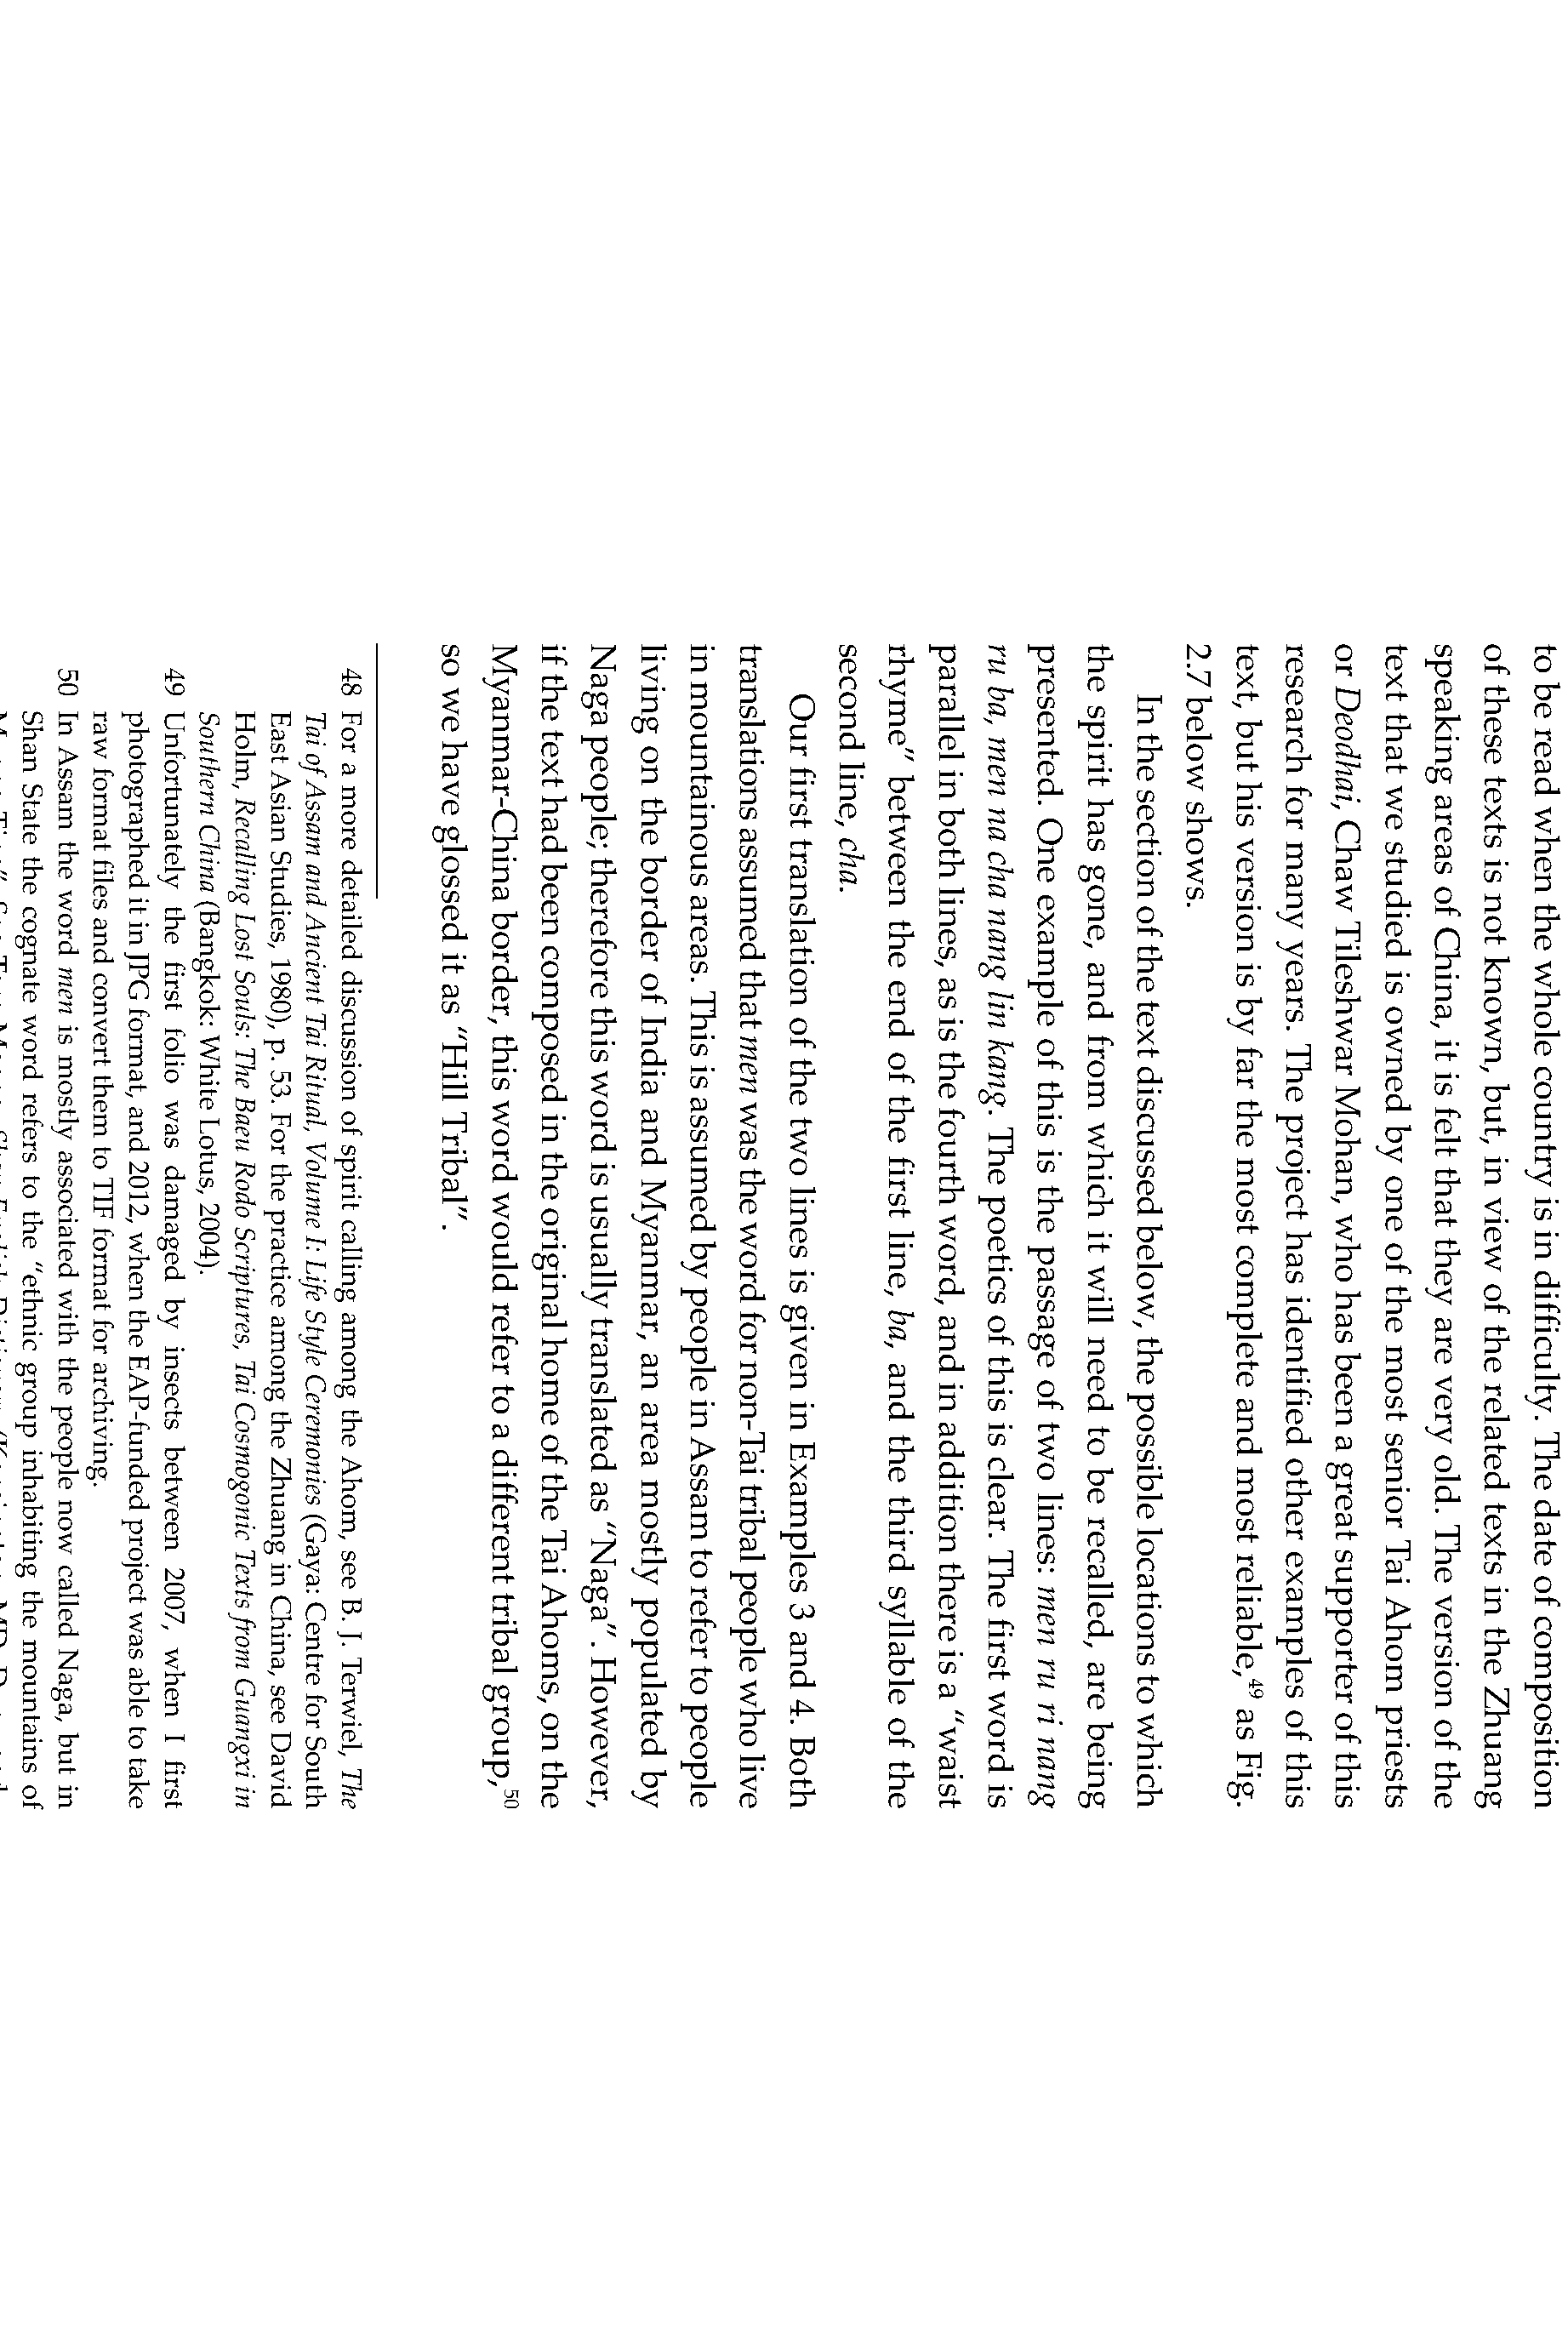 to be read when the whole country is in difficulty. The date of composition
of these texts is not known, but, in view of the related texts in the Zhuang
speaking areas of China, it is felt that they are very old. The version of the
text that we studied is owned by one of the most senior Tai Ahom priests
or Deodhai, Chaw Tileshwar Mohan, who has been a great supporter of this
research for many years. The project has identified other examples of this
text, but his version is by far the most complete and most reliable,49 as Fig.
2.7 below shows.
In the section of the text discussed below, the possible locations to which
the spirit has gone, and from which it will need to be recalled, are being
presented. One example of this is the passage of two lines: men ru ri nang
ru ba, men na cha nang lin kang. The poetics of this is clear. The first word is
parallel in both lines, as is the fourth word, and in addition there is a “waist
rhyme” between the end of the first line, ba, and the third syllable of the
second line, cha.
Our first translation of the two lines is given in Examples 3 and 4. Both
translations assumed that men was the word for non-Tai tribal people who live
in mountainous areas. This is assumed by people in Assam to refer to people
living on the border of India and Myanmar, an area mostly populated by
Naga people; therefore this word is usually translated as “Naga”. However,
if the text had been composed in the original home of the Tai Ahoms, on the
Myanmar-China border, this word would refer to a different tribal group,50
so we have glossed it as “Hill Tribal”.
48 For a more detailed discussion of spirit calling among the Ahom, see B. J. Terwiel, The
Tai of Assam and Ancient Tai Ritual, Volume I: Life Style Ceremonies (Gaya: Centre for South
East Asian Studies, 1980), p. 53. For the practice among the Zhuang in China, see David
Holm, Recalling Lost Souls: The Baeu Rodo Scriptures, Tai Cosmogonic Texts from Guangxi in
Southern China (Bangkok: White Lotus, 2004).
49 Unfortunately the first folio was damaged by insects between 2007, when I first
photographed it in JPG format, and 2012, when the EAP-funded project was able to take
raw format files and convert them to TIF format for archiving.
50 In Assam the word men is mostly associated with the people now called Naga, but in
Shan State the cognate word refers to the “ethnic group inhabiting the mountains of